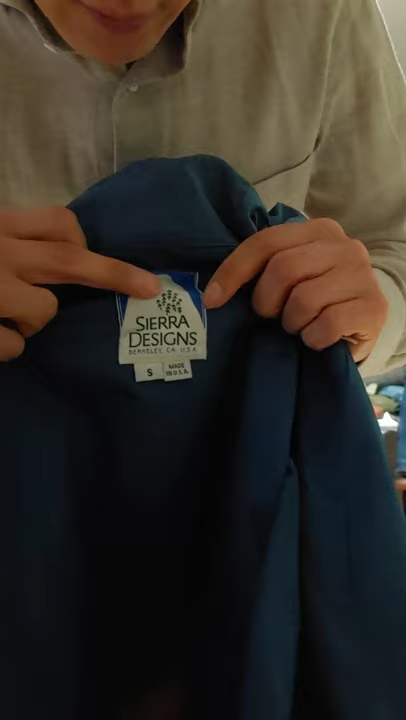 SIERRA
DESIGNS
BERKELEY, CA. U.S.A.
S
MADE
IN U.S.A.